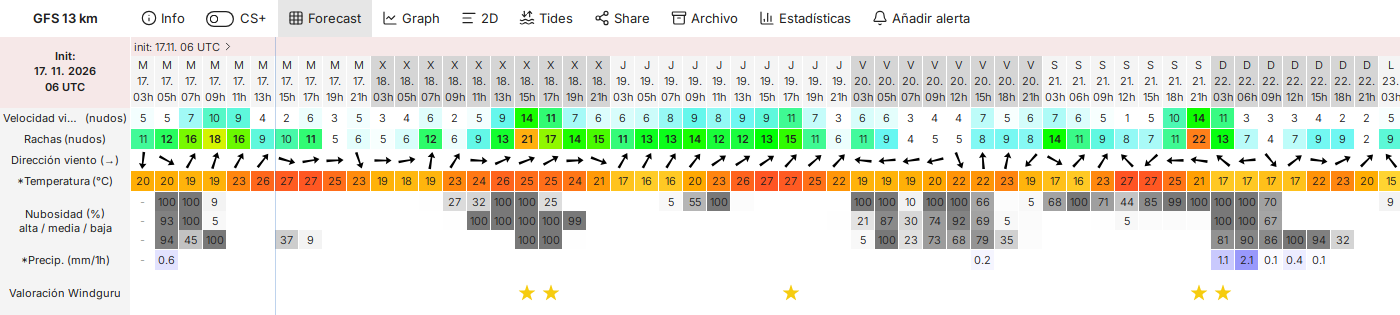 GFS 13 km
Info
CS+
Forecast
Graph
2D
Tides
Share
Archivo
Estadísticas
Añadir alerta
Init:
17. 11. 2026
06 UTC
init: 17.11. 06 UTC
M M M M M M M M M M X X X X X X X X X X J J J J J J J J J J V V V V V V V V S S S S S S S D D D D D D D L
17. 17. 17. 17. 17. 17. 17. 17. 17. 17. 18. 18. 18. 18. 18. 18. 18. 18. 18. 18. 19. 19. 19. 19. 19. 19. 19. 19. 19. 19. 20. 20. 20. 20. 20. 20. 20. 20. 21. 21. 21. 21. 21. 21. 21. 22. 22. 22. 22. 22. 22. 22. 23.
03h 05h 07h 09h 11h 13h 15h 17h 19h 21h 03h 05h 07h 09h 11h 13h 15h 17h 19h 21h 03h 05h 07h 09h 11h 13h 15h 17h 19h 21h 03h 05h 07h 09h 12h 15h 18h 21h 03h 06h 09h 12h 15h 18h 21h 03h 06h 09h 12h 15h 18h 21h 03h
Velocidad vi... (nudos) 5 5 7 10 9 4 2 6 3 5 3 4 6 2 5 9 14 11 7 6 6 6 8 9 9 8 9 11 7 3 6 6 3 4 5 7 5 6 8 6 5 1 5 10 14 11 3 3 3 4 4 2 5
Rachas (nudos) 11 12 16 18 16 9 10 11 3 6 5 6 12 6 9 13 21 17 14 15 11 13 13 14 12 12 13 15 11 6 11 9 4 5 5 8 9 8 14 11 9 8 9 11 22 13 7 4 7 9 9 2 9
Dirección viento (→)
*Temperatura (°C) 20 20 19 19 23 26 27 27 25 23 19 18 19 23 24 26 25 25 24 21 17 16 16 20 23 26 27 27 25 22 19 19 19 20 22 22 23 19 17 16 23 27 27 25 21 17 17 17 17 22 23 20 15
Nubosidad (%)
alta / media / baja
- 100 100 9 27 32 100 100 25 5 55 100 100 100 10 100 100 66 5 68 100 71 44 85 99 100 100 100 70 9
- 93 100 5 100 100 100 100 100 99 21 87 30 74 92 69 5 5 100 100 67
- 94 45 100 37 9 100 100 5 100 23 73 68 79 35 81 90 86 100 94 32
*Precip. (mm/1h) - 0.6 0.2 1.1 2.1 0.1 0.4 0.1
Valoración Windguru